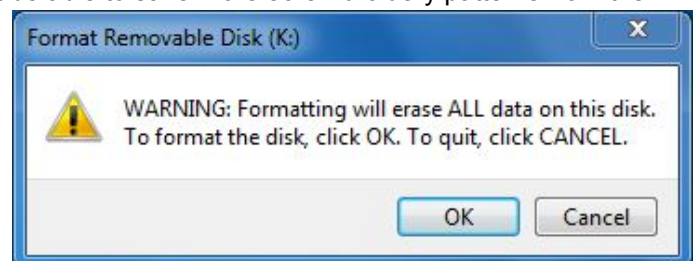 Format Removable Disk (K:)
X
WARNING: Formatting will erase ALL data on this disk.
To format the disk, click OK. To quit, click CANCEL.
OK Cancel